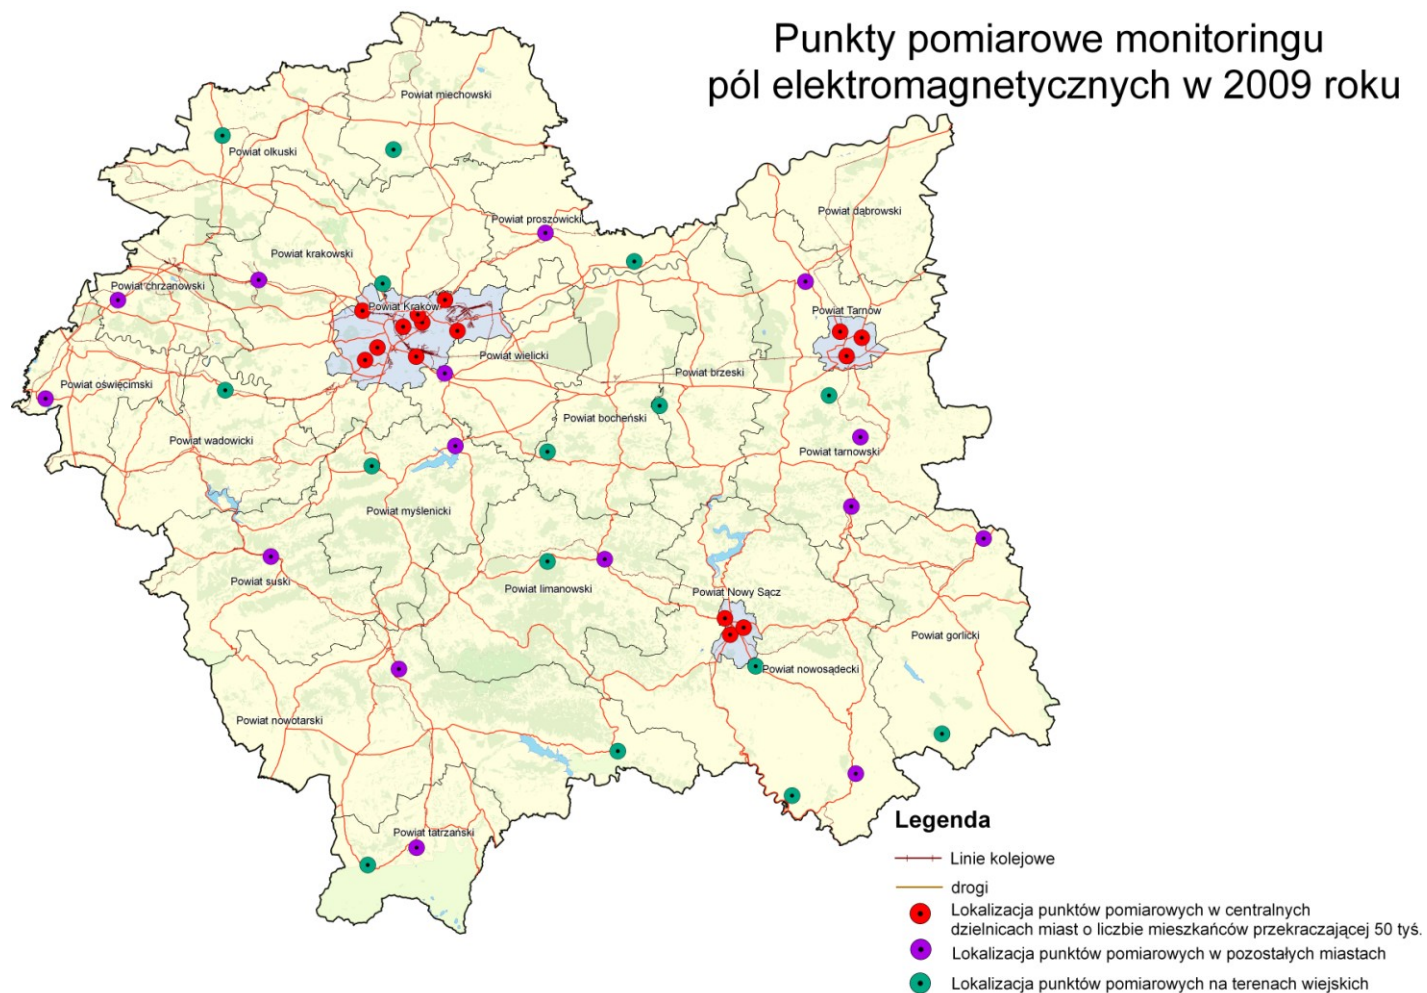 Punkty pomiarowe monitoringu
pól elektromagnetycznych w 2009 roku
Powiat miechowski
Powiat olkuski
Powiat proszowicki
Powiat dąbrowski
Powiat krakowski
Powiat chrzanowski
Powiat Kraków
Powiat Tarnów
Powiat wielicki
Powiat brzeski
Powiat oświęcimski
Powiat bocheński
Powiat wadowicki
Powiat tarnowski
Powiat myślenicki
Powiat suski
Powiat limanowski
Powiat Nowy Sącz
Powiat gorlicki
Powiat nowosądecki
Powiat nowotarski
Powiat tatrzański
Legenda
Linie kolejowe
drogi
Lokalizacja punktów pomiarowych w centralnych
dzielnicach miast o liczbie mieszkańców przekraczającej 50 tyś.
Lokalizacja punktów pomiarowych w pozostałych miastach
Lokalizacja punktów pomiarowych na terenach wiejskich